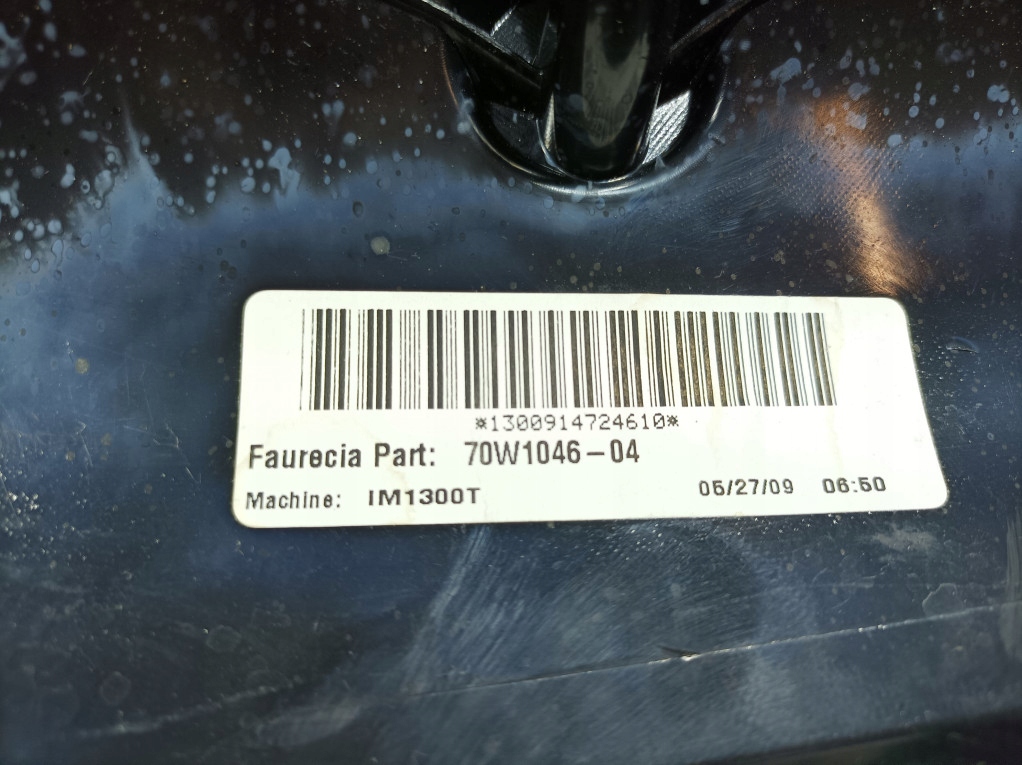 *1300914724610*
Faurecia Part: 70W1046-04
Machine: IM1300T 05/27/09 06:50